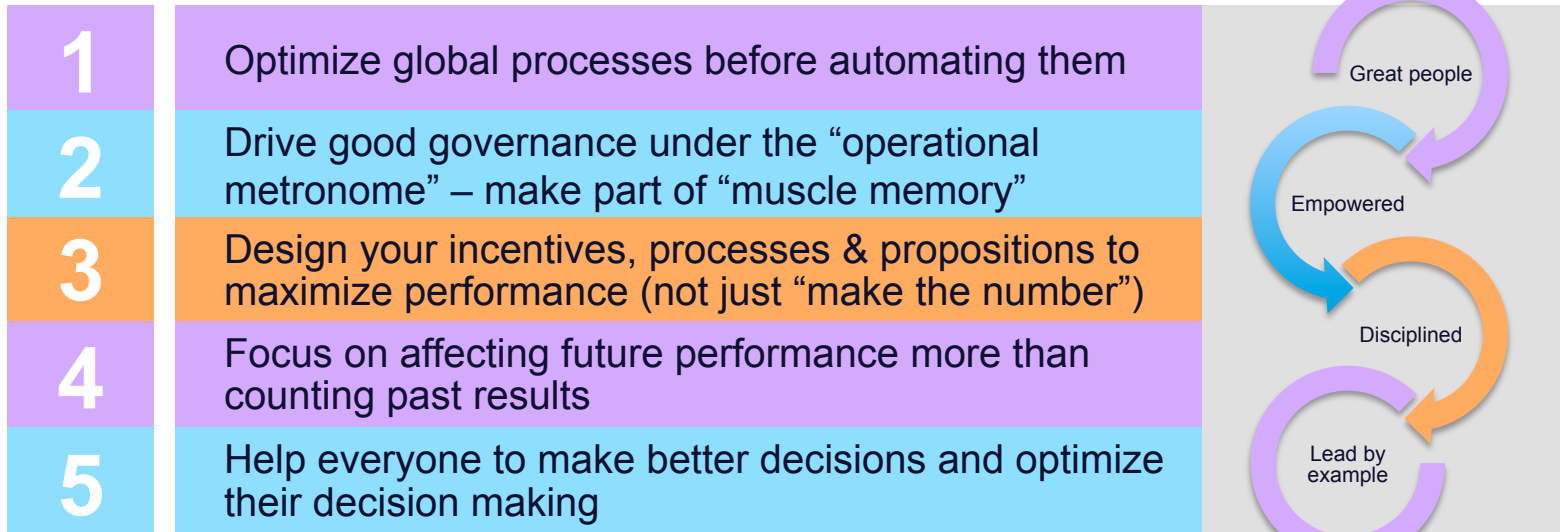 1
Optimize global processes before automating them
2
Drive good governance under the “operational
metronome” – make part of “muscle memory”
3
Design your incentives, processes & propositions to
maximize performance (not just “make the number”)
4
Focus on affecting future performance more than
counting past results
5
Help everyone to make better decisions and optimize
their decision making
Great people
Empowered
Disciplined
Lead by
example